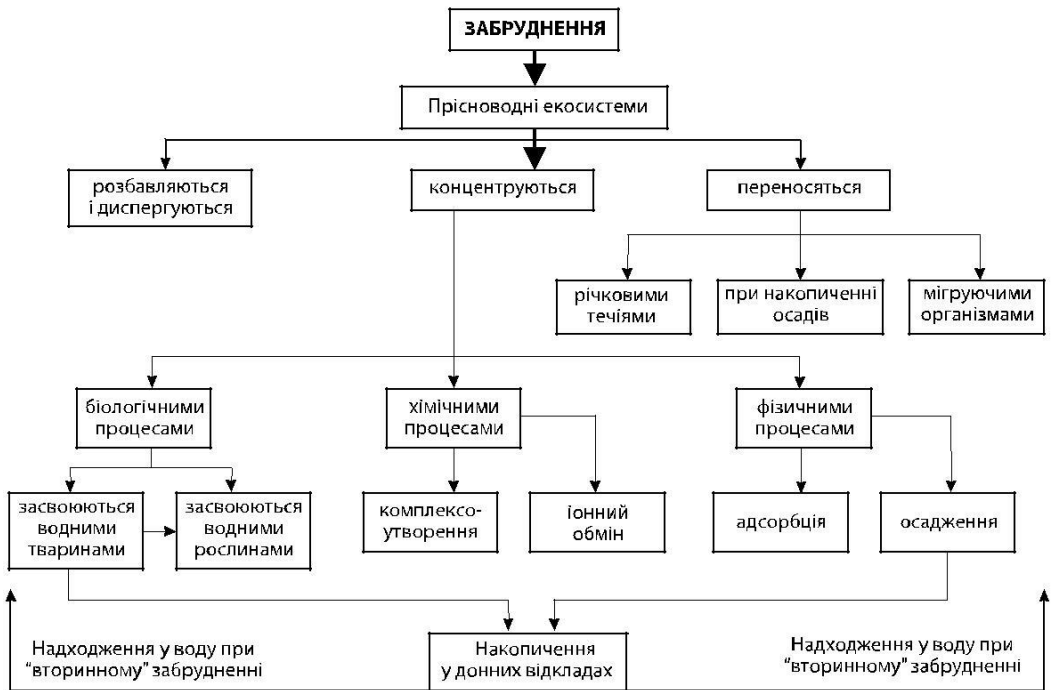 ЗАБРУДНЕННЯ
Прісноводні екосистеми
розбавляються
і диспергуються
концентруються
переносяться
річковими
течіями
при накопиченні
осадів
мігруючими
організмами
біологічними
процесами
хімічними
процесами
фізичними
процесами
засвоюються
водними
тваринами
засвоюються
водними
рослинами
комплексо-
утворення
іонний
обмін
адсорбція
осадження
Надходження у воду при
"вторинному" забрудненні
Накопичення
у донних відкладах
Надходження у воду при
"вторинному" забрудненні